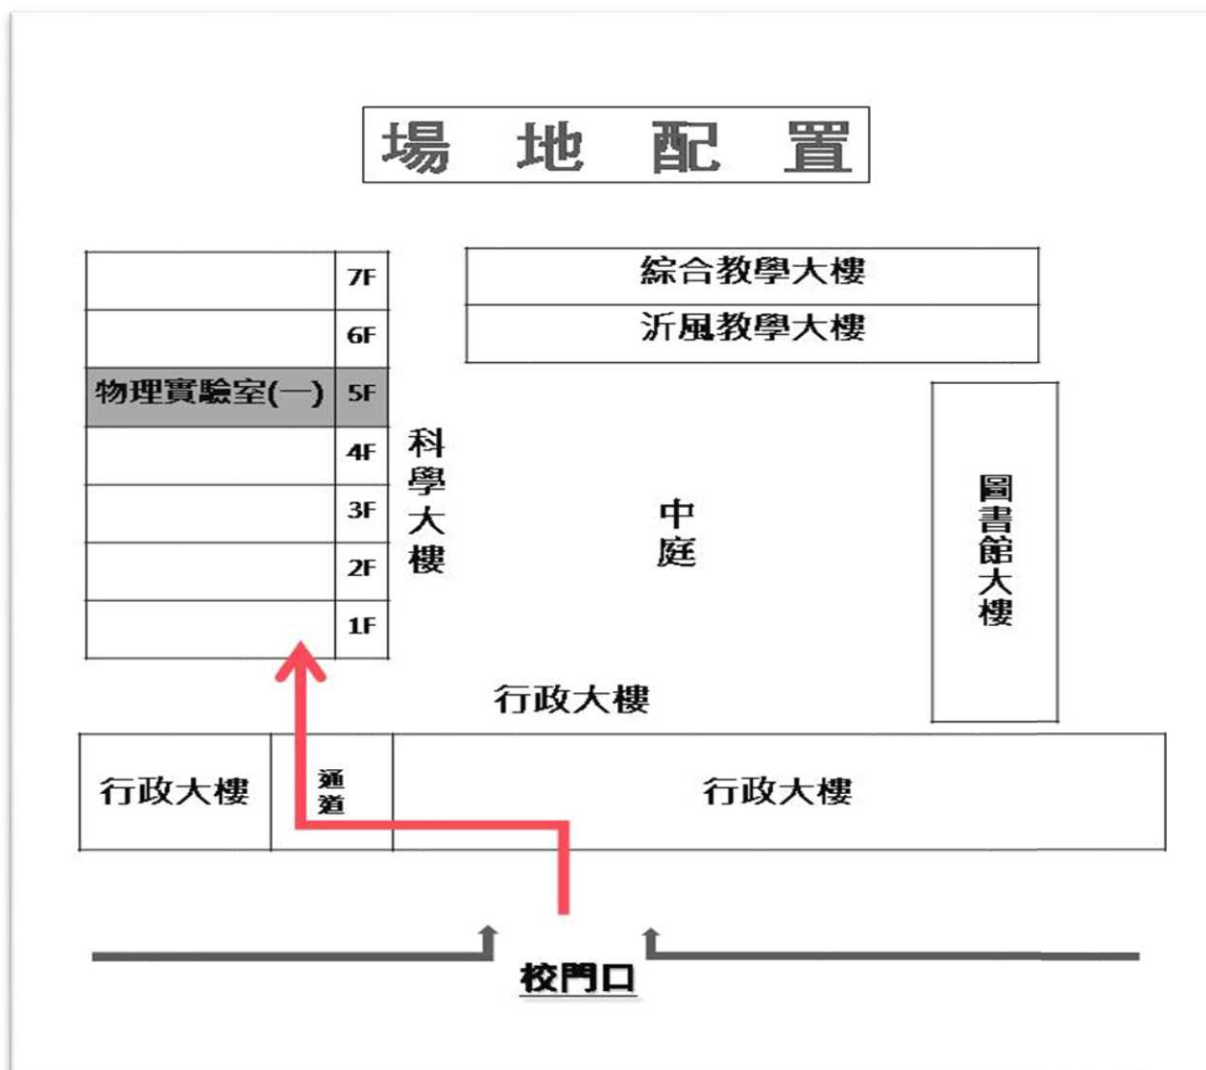 場地配置
7F
6F
物理實驗室(一) 5F
4F
3F
2F
1F
科學大樓
綜合教學大樓
沂風教學大樓
中庭
圖書館大樓
行政大樓
行政大樓
通道
行政大樓
校門口